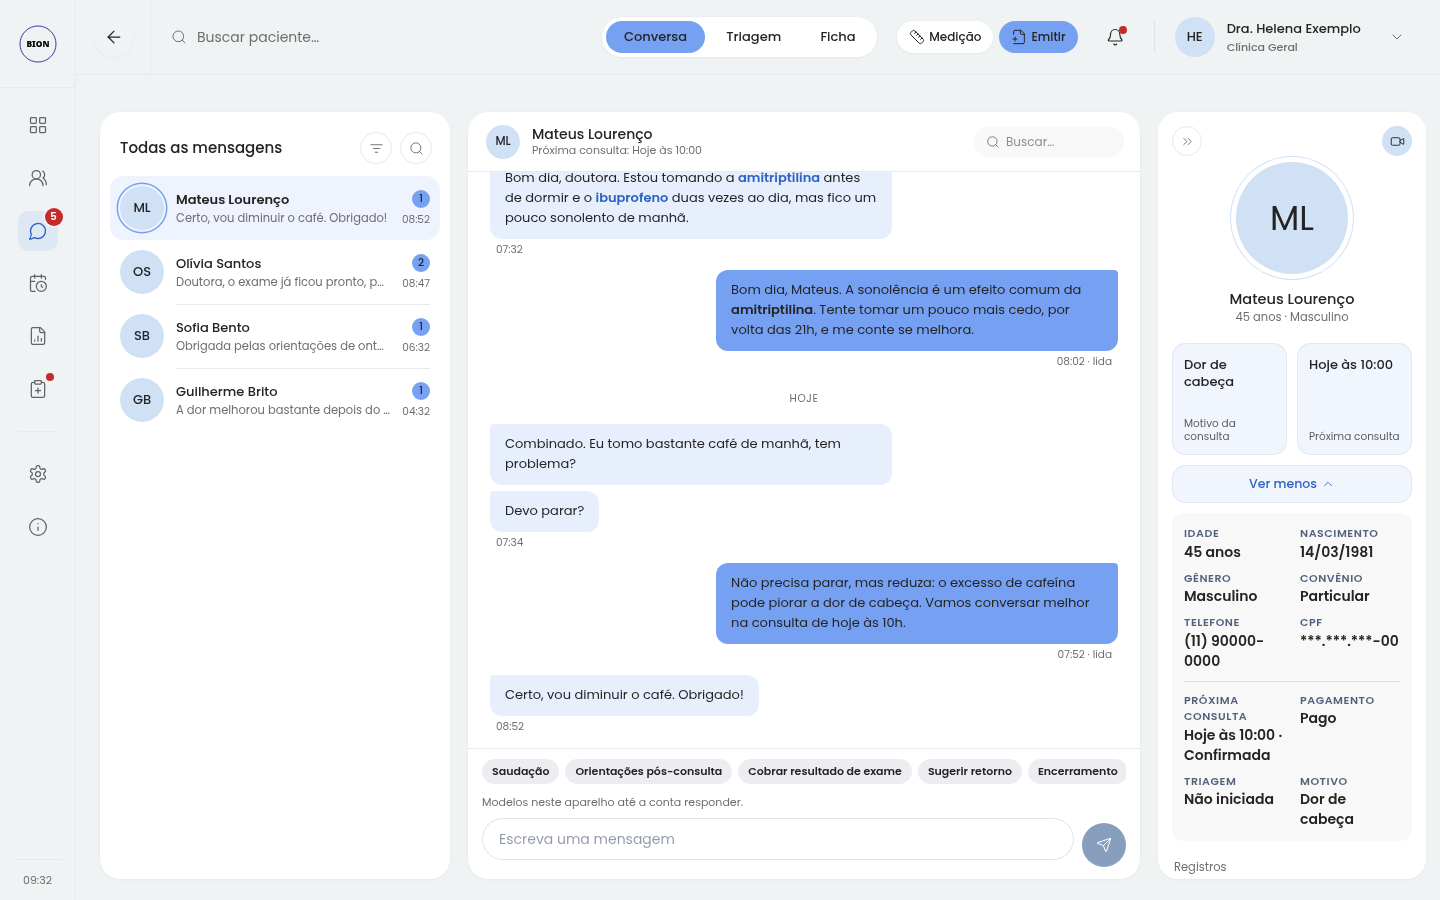 BION
Buscar paciente...
Conversa
Triagem
Ficha
Medição
Emitir
HE
Dra. Helena Exemplo
Clínica Geral
5
09:32
Todas as mensagens
ML
Mateus Lourenço
1
Certo, vou diminuir o café. Obrigado!
08:52
OS
Olívia Santos
2
Doutora, o exame já ficou pronto, p...
08:47
SB
Sofia Bento
1
Obrigada pelas orientações de ont...
06:32
GB
Guilherme Brito
1
A dor melhorou bastante depois do ...
04:32
ML
Mateus Lourenço
Próxima consulta: Hoje às 10:00
Buscar...
Bom dia, doutora. Estou tomando a amitriptilina antes
de dormir e o ibuprofeno duas vezes ao dia, mas fico um
pouco sonolento de manhã.
07:32
Bom dia, Mateus. A sonolência é um efeito comum da
amitriptilina. Tente tomar um pouco mais cedo, por
volta das 21h, e me conte se melhora.
08:02 · lida
HOJE
Combinado. Eu tomo bastante café de manhã, tem
problema?
Devo parar?
07:34
Não precisa parar, mas reduza: o excesso de cafeína
pode piorar a dor de cabeça. Vamos conversar melhor
na consulta de hoje às 10h.
07:52 · lida
Certo, vou diminuir o café. Obrigado!
08:52
Saudação
Orientações pós-consulta
Cobrar resultado de exame
Sugerir retorno
Encerramento
Modelos neste aparelho até a conta responder.
Escreva uma mensagem
ML
Mateus Lourenço
45 anos · Masculino
Dor de
cabeça
Motivo da
consulta
Hoje às 10:00
Próxima consulta
Ver menos
IDADE
45 anos
NASCIMENTO
14/03/1981
GÊNERO
Masculino
CONVÊNIO
Particular
TELEFONE
(11) 90000-
0000
CPF
***.***.***-00
PRÓXIMA
CONSULTA
Hoje às 10:00 ·
Confirmada
PAGAMENTO
Pago
TRIAGEM
Não iniciada
MOTIVO
Dor de
cabeça
Registros